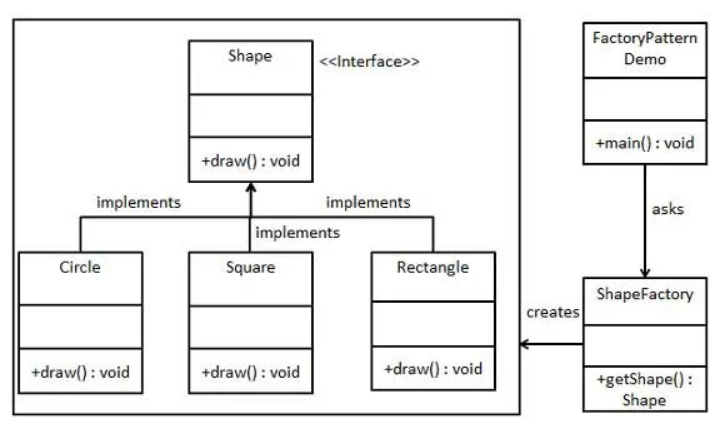 Shape
<<Interface>>
+draw() : void
implements
implements
implements
Circle
+draw() : void
Square
+draw() : void
Rectangle
+draw() : void
FactoryPattern
Demo
+main() : void
asks
creates
ShapeFactory
+getShape() :
Shape